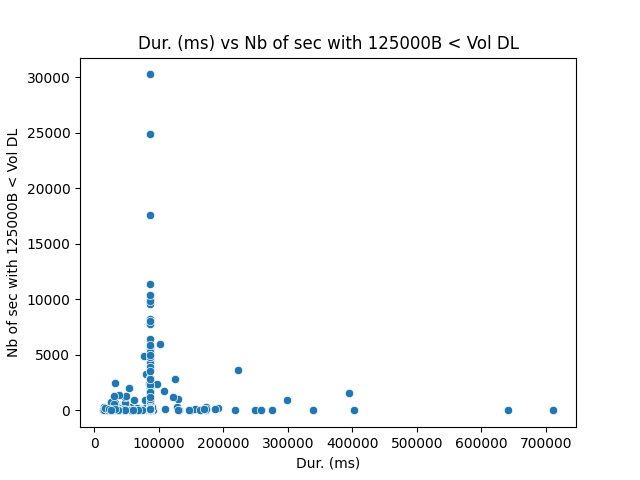 Dur. (ms) vs Nb of sec with 125000B < Vol DL
Nb of sec with 125000B < Vol DL
30000
25000
20000
15000
10000
5000
0
0 100000 200000 300000 400000 500000 600000 700000
Dur. (ms)